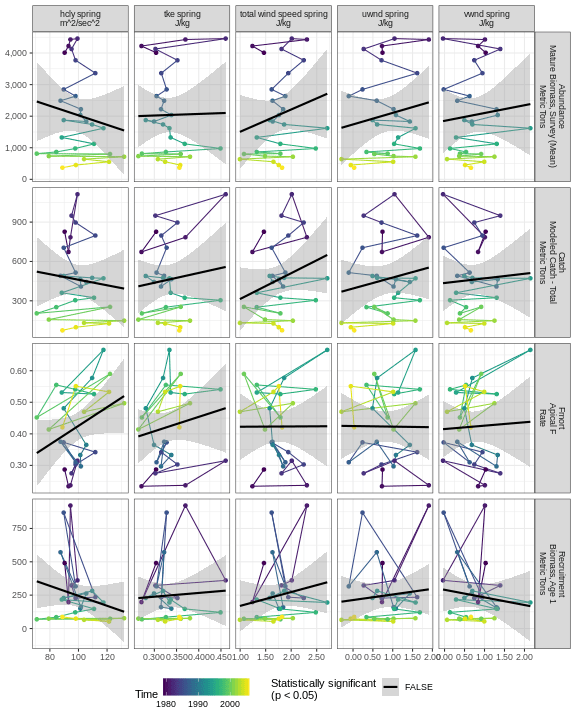 hcly spring
m^2/sec^2
tke spring
J/kg
total wind speed spring
J/kg
uwnd spring
J/kg
vwnd spring
J/kg
4,000
3,000
2,000
1,000
0
Abundance
Mature Biomass, Survey (Mean)
Metric Tons
900
600
300
Catch
Modeled Catch - Total
Metric Tons
0.60
0.50
0.40
0.30
Fmort
Apical F
Rate
750
500
250
0
Recruitment
Biomass, Age 1
Metric Tons
80 100 120
0.300 0.350 0.400 0.450
1.00 1.50 2.00 2.50
0.00 0.50 1.00 1.50 2.00
0.00 0.50 1.00 1.50 2.00
Time
1980 1990 2000
Statistically significant
(p < 0.05)
FALSE